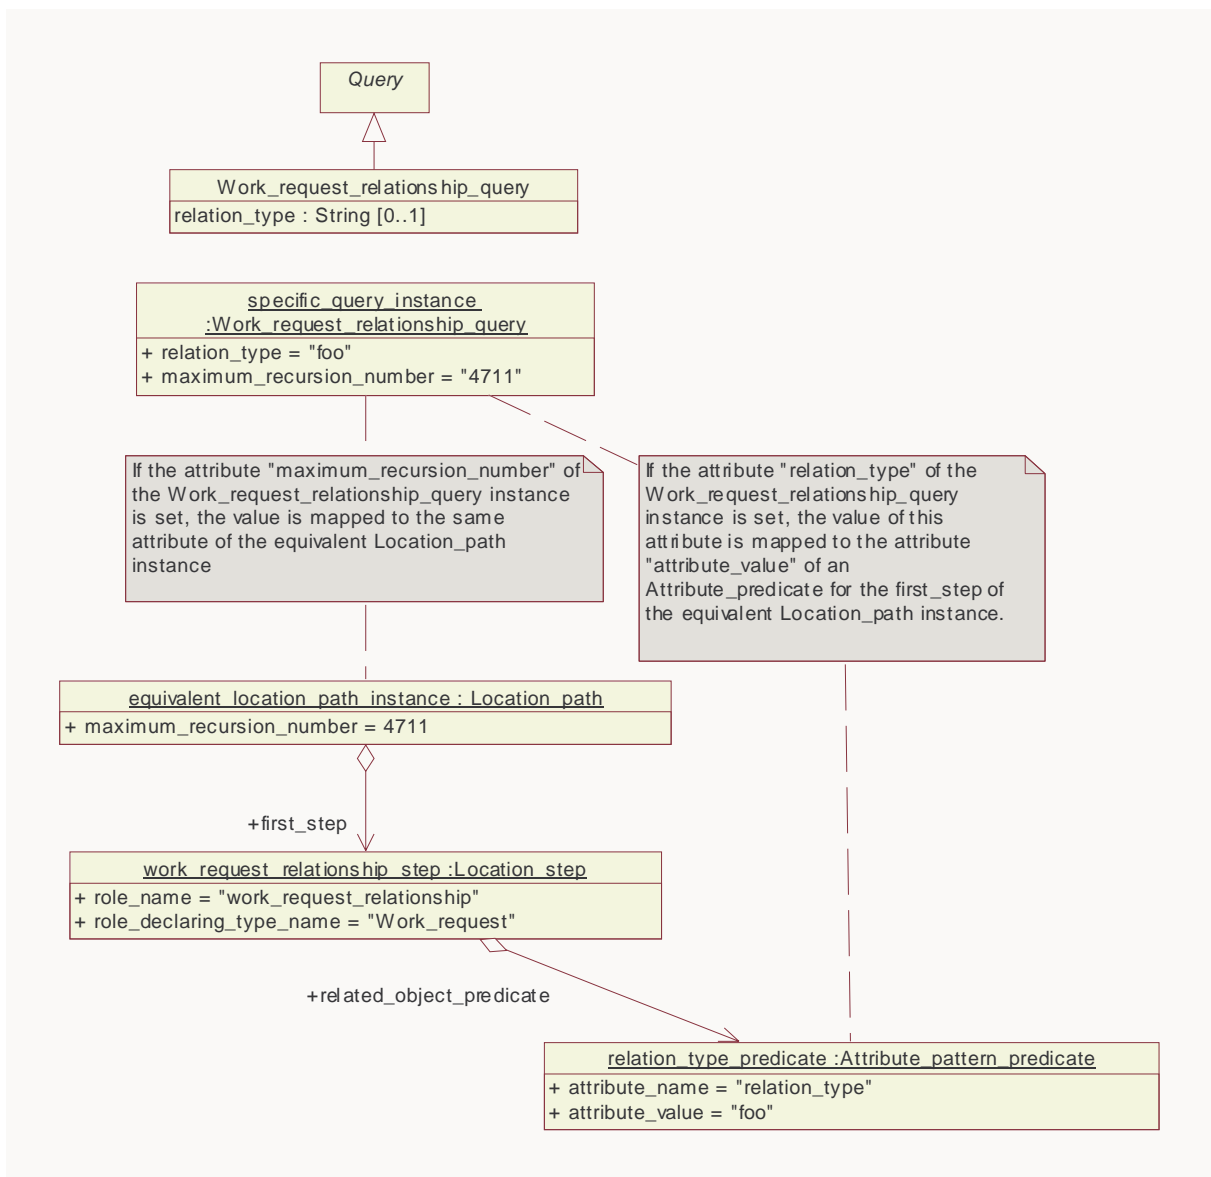 Query
Work_request_relationship_query
relation_type : String [0..1]
specific_query_instance
:Work_request_relationship_query
+ relation_type = "foo"
+ maximum_recursion_number = "4711"
If the attribute "maximum_recursion_number" of
the Work_request_relationship_query instance
is set, the value is mapped to the same
attribute of the equivalent Location_path
instance
If the attribute "relation_type" of the
Work_request_relationship_query
instance is set, the value of this
attribute is mapped to the attribute
"attribute_value" of an
Attribute_predicate for the first_step of
the equivalent Location_path instance.
equivalent_location_path_instance : Location_path
+ maximum_recursion_number = 4711
+first_step
work_request_relationship_step :Location_step
+ role_name = "work_request_relationship"
+ role_declaring_type_name = "Work_request"
+related_object_predicate
relation_type_predicate :Attribute_pattern_predicate
+ attribute_name = "relation_type"
+ attribute_value = "foo"